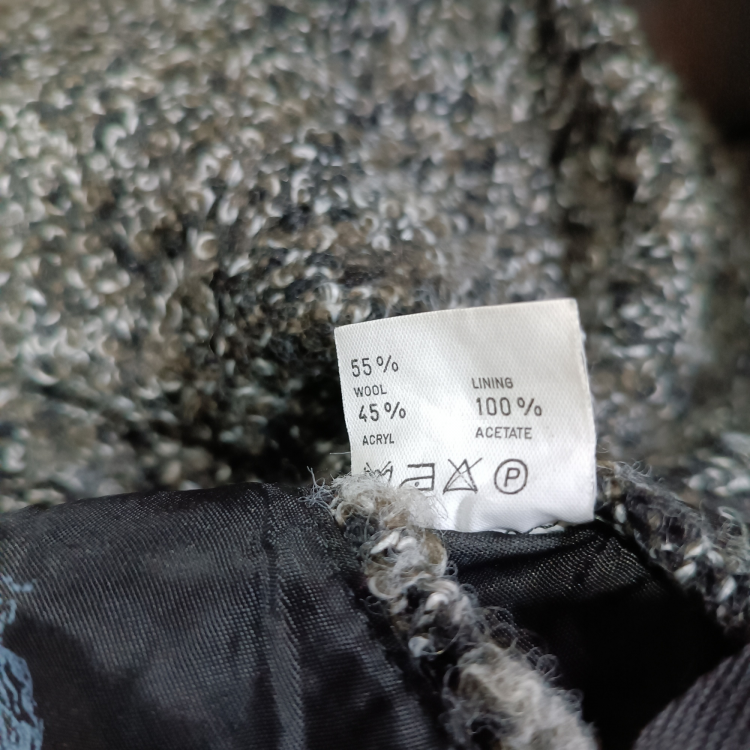 55%
WOOL
45%
ACRYL
LINING
100%
ACETATE
P